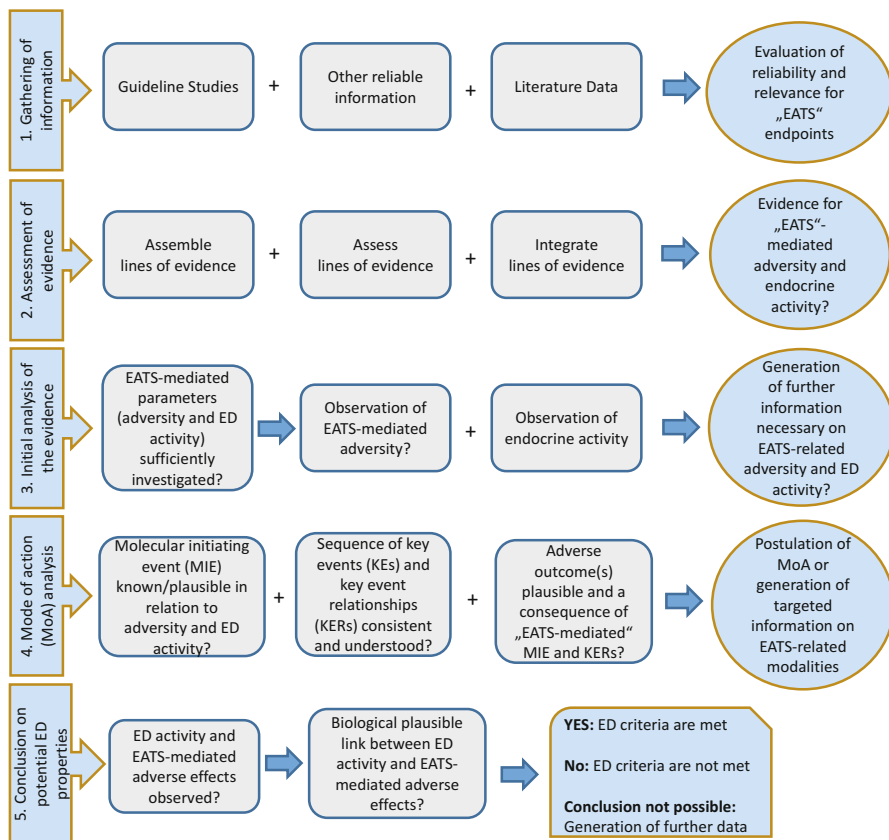 1. Gathering of
information
Guideline Studies
+
Other reliable
information
+
Literature Data
Evaluation of
reliability and
relevance for
„EATS“
endpoints
2. Assessment of
evidence
Assemble
lines of evidence
+
Assess
lines of evidence
+
Integrate
lines of evidence
Evidence for
„EATS“-
mediated
adversity and
endocrine
activity?
3. Initial analysis of
the evidence
EATS-mediated
parameters
(adversity and ED
activity)
sufficiently
investigated?
Observation of
EATS-mediated
adversity?
+
Observation of
endocrine activity
Generation
of further
information
necessary on
EATS-related
adversity and ED
activity?
4. Mode of action
(MoA) analysis
Molecular initiating
event (MIE)
known/plausible in
relation to
adversity and ED
activity?
+
Sequence of key
events (KEs) and
key event
relationships
(KERs) consistent
and understood?
+
Adverse
outcome(s)
plausible and a
consequence of
„EATS-mediated“
MIE and KERs?
Postulation of
MoA or
generation of
targeted
information on
EATS-related
modalities
5. Conclusion on
potential ED
properties
ED activity and
EATS-mediated
adverse effects
observed?
Biological plausible
link between ED
activity and EATS-
mediated adverse
effects?
YES: ED criteria are met
No: ED criteria are not met
Conclusion not possible:
Generation of further data